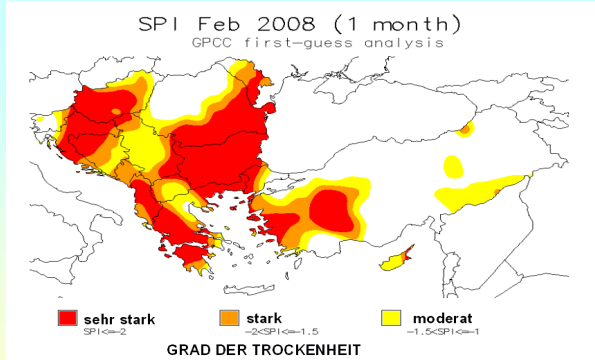 SPI Feb 2008 (1 month)
GPCC first-guess analysis
sehr stark stark moderat
SPI<=-2 -2<SPI<=-1.5 -1.5<SPI<=-1
GRAD DER TROCKENHEIT